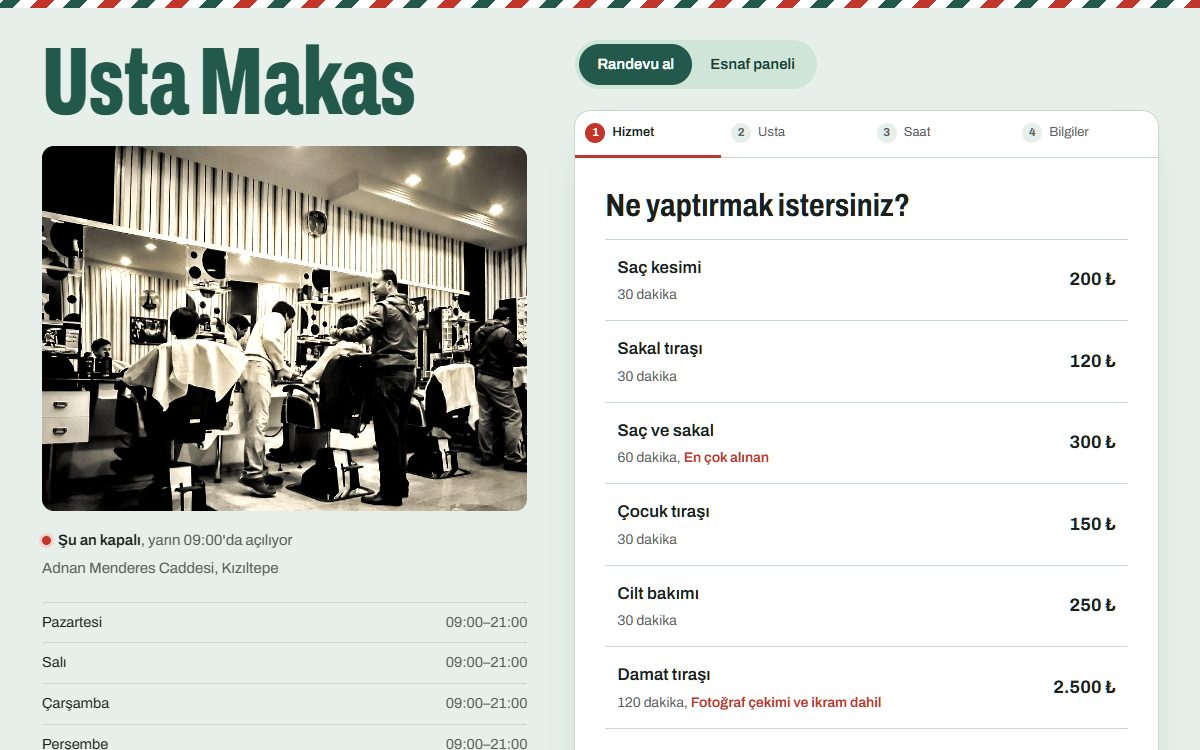 Usta Makas
Şu an kapalı, yarın 09:00'da açılıyor
Adnan Menderes Caddesi, Kızıltepe
Pazartesi 09:00–21:00
Salı 09:00–21:00
Çarşamba 09:00–21:00
Perşembe 09:00–21:00
Randevu al Esnaf paneli
1 Hizmet 2 Usta 3 Saat 4 Bilgiler
Ne yaptırmak istersiniz?
Saç kesimi
30 dakika
200 ₺
Sakal tıraşı
30 dakika
120 ₺
Saç ve sakal
60 dakika, En çok alınan
300 ₺
Çocuk tıraşı
30 dakika
150 ₺
Cilt bakımı
30 dakika
250 ₺
Damat tıraşı
120 dakika, Fotoğraf çekimi ve ikram dahil
2.500 ₺